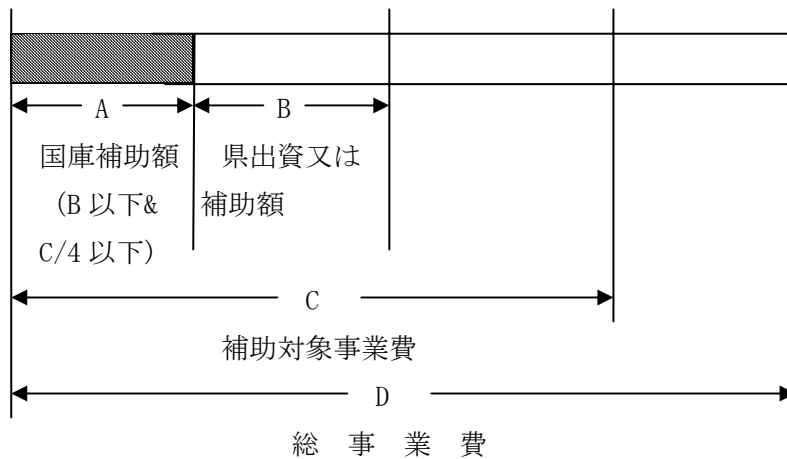 A
B
国庫補助額
県出資又は
(B 以下&
補助額
C/4 以下)
C
補助対象事業費
D
総 事 業 費